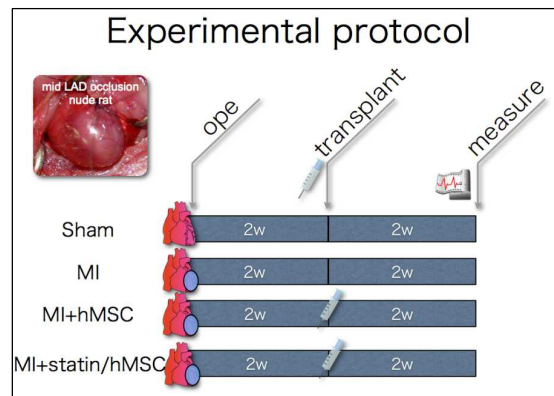 Experimental protocol
mid LAD occlusion
nude rat
ope
transplant
measure
Sham
2w
2w
MI
2w
2w
MI+hMSC
2w
2w
MI+statin/hMSC
2w
2w